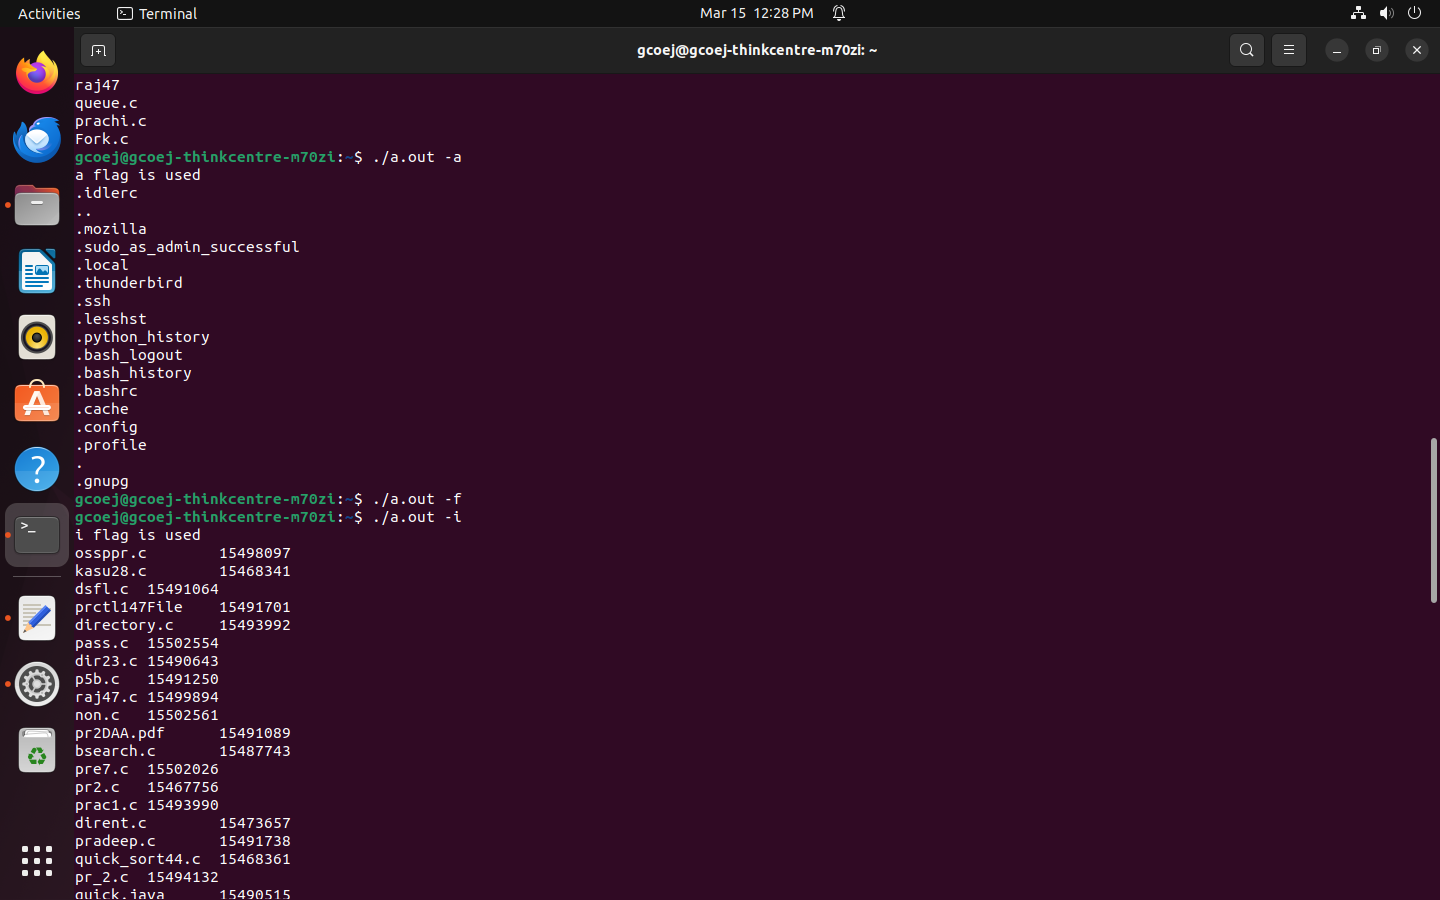 Activities
Terminal
Mar 15 12:28 PM
gcoej@gcoej-thinkcentre-m70zi: ~
raj47
queue.c
prachi.c
Fork.c
gcoej@gcoej-thinkcentre-m70zi:~$ ./a.out -a
a flag is used
.idlerc
..
.mozilla
.sudo_as_admin_successful
.local
.thunderbird
.ssh
.lesshst
.python_history
.bash_logout
.bash_history
.bashrc
.cache
.config
.profile
.
.gnupg
gcoej@gcoej-thinkcentre-m70zi:~$ ./a.out -f
gcoej@gcoej-thinkcentre-m70zi:~$ ./a.out -i
i flag is used
osppr.c 15498097
kasu28.c 15468341
dsfl.c 15491064
prctl147File 15491701
directory.c 15493992
pass.c 15502554
dir23.c 15490643
p5b.c 15491250
raj47.c 15499894
non.c 15502561
pr2DAA.pdf 15491089
bsearch.c 15487743
pre7.c 15502026
pr2.c 15467756
prac1.c 15493990
dirent.c 15473657
pradeep.c 15491738
quick_sort44.c 15468361
pr_2.c 15494132
quick.java 15490515